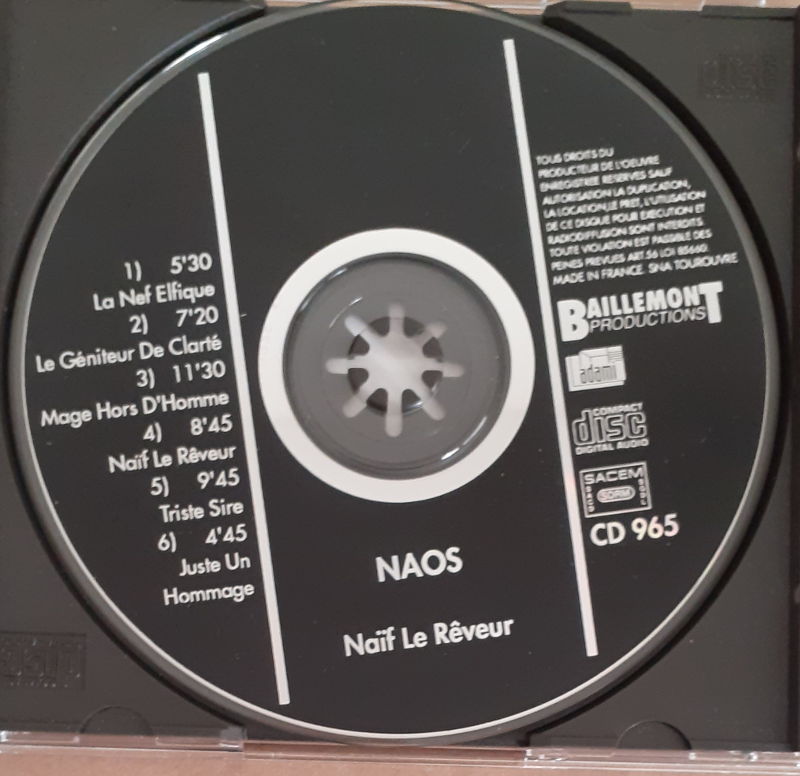 1) 5'30
La Nef Elfique
2) 7'20
Le Géniteur De Clarté
3) 11'30
Mage Hors D'Homme
4) 8'45
Naïf Le Rêveur
5) 9'45
Triste Sire
6) 4'45
Juste Un
Hommage
NAOS
Naïf Le Rêveur
TOUS DROITS DU
PRODUCTEUR DE L'OEUVRE
ENREGISTREE RESERVES SAUF
AUTORISATION LA DUPLICATION,
LA LOCATION,LE PRET, L'UTILISATION
DE CE DISQUE POUR EXECUTION ET
RADIODIFFUSION SONT INTERDITS.
TOUTE VIOLATION EST PASSIBLE DES
PEINES PREVUES ART.56 LOI 85660.
MADE IN FRANCE. SNA TOUROUVRE
BAILLEMONT
PRODUCTIONS
adami
COMPACT
disc
DIGITAL AUDIO
SACEM
SACD SDRM SGDL
CD 965